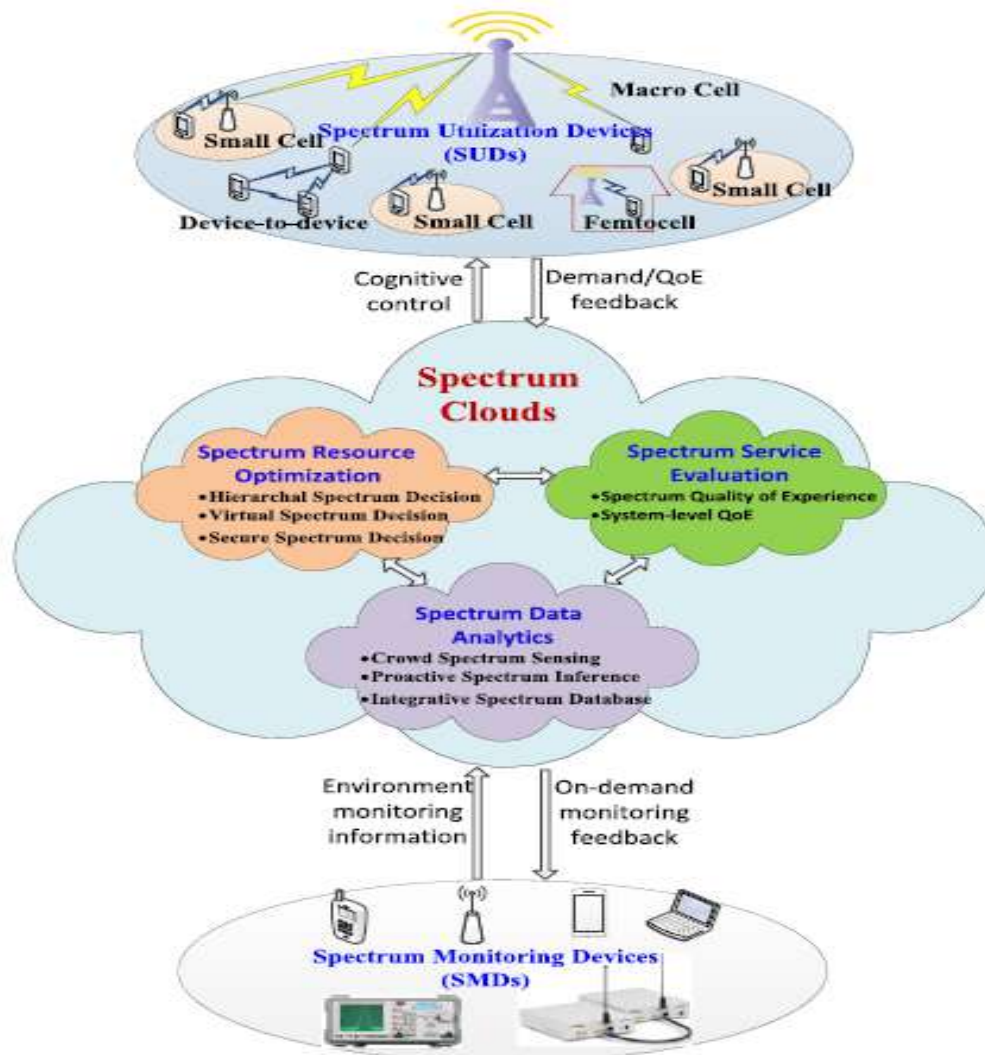 Macro Cell
Small Cell
Spectrum Utilization Devices
(SUDs)
Small Cell
Device-to-device
Small Cell
Femtocell
Cognitive
control
Demand/QoE
feedback
Spectrum
Clouds
Spectrum Resource
Optimization
•Hierarchal Spectrum Decision
•Virtual Spectrum Decision
•Secure Spectrum Decision
Spectrum Service
Evaluation
•Spectrum Quality of Experience
•System-level QoE
Spectrum Data
Analytics
•Crowd Spectrum Sensing
•Proactive Spectrum Inference
•Integrative Spectrum Database
Environment
monitoring
information
On-demand
monitoring
feedback
Spectrum Monitoring Devices
(SMDs)